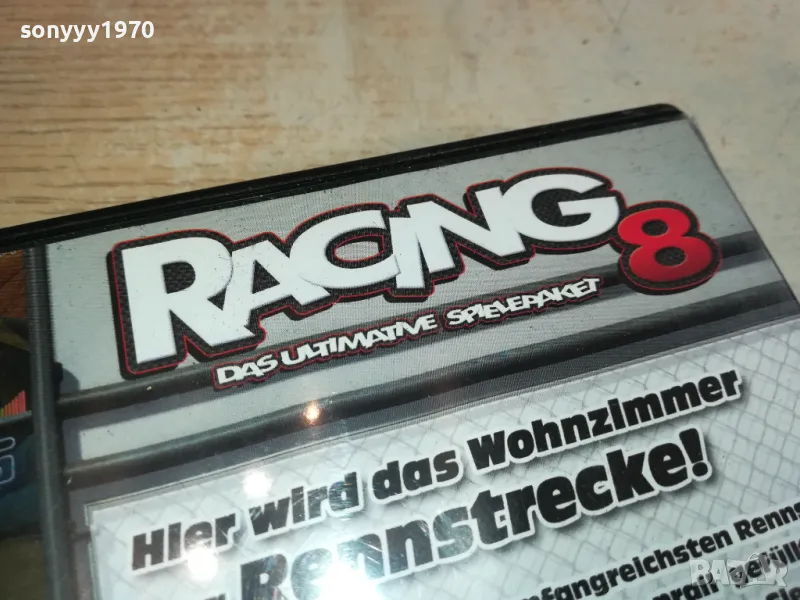 sonyyy1970
RACING 8
DAS ULTIMATIVE SPIELEPAKET
Hier wird das Wohnzimmer
Rennstrecke!